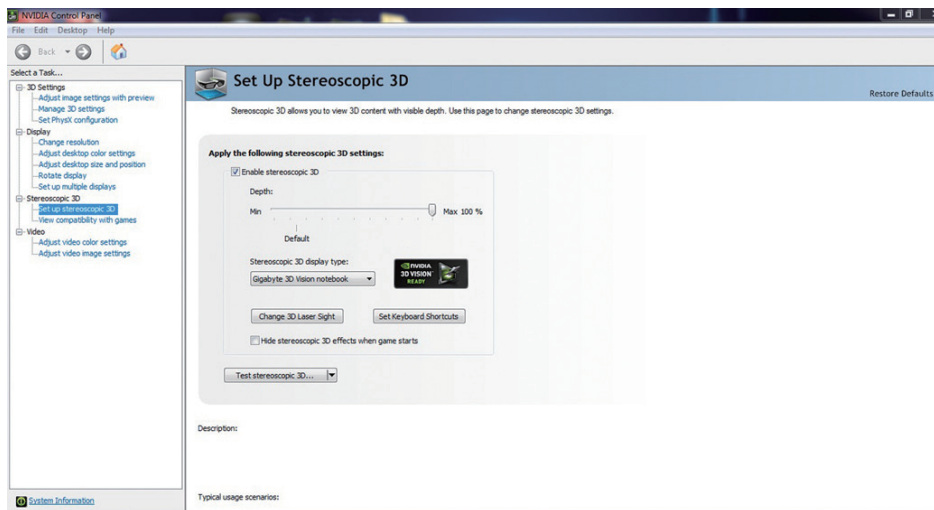 NVIDIA Control Panel
File Edit Desktop Help
Back
Select a Task...
3D Settings
Adjust image settings with preview
Manage 3D settings
Set PhysX configuration
Display
Change resolution
Adjust desktop color settings
Adjust desktop size and position
Rotate display
Set up multiple displays
Stereoscopic 3D
Set up stereoscopic 3D
View compatibility with games
Video
Adjust video color settings
Adjust video image settings
System Information
Set Up Stereoscopic 3D
Restore Defaults
Stereoscopic 3D allows you to view 3D content with visible depth. Use this page to change stereoscopic 3D settings.
Apply the following stereoscopic 3D settings:
Enable stereoscopic 3D
Depth:
Min Max 100 %
Default
Stereoscopic 3D display type:
Gigabyte 3D Vision notebook
NVIDIA
3D VISION
READY
Change 3D Laser Sight Set Keyboard Shortcuts
Hide stereoscopic 3D effects when game starts
Test stereoscopic 3D...
Description:
Typical usage scenarios: